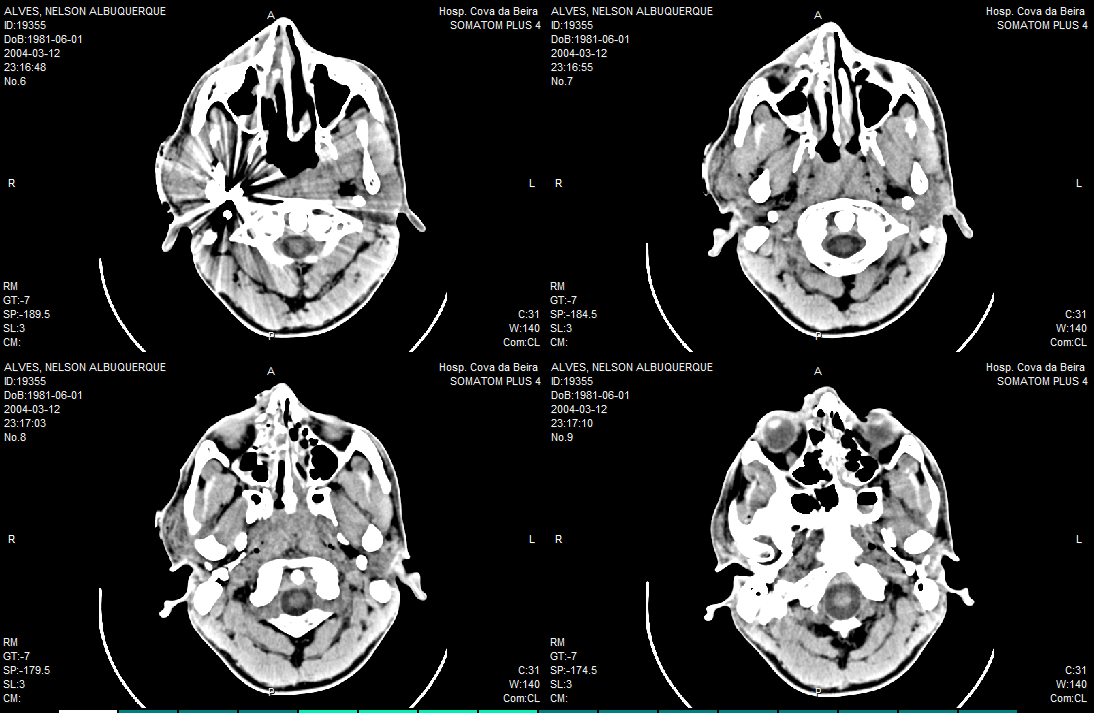 ALVES, NELSON ALBUQUERQUE
ID:19355
DoB:1981-06-01
2004-03-12
23:16:48
No.6
A
Hosp. Cova da Beira
SOMATOM PLUS 4
R
L
RM
GT:-7
SP:-189.5
SL:3
CM:
P
C:31
W:140
Com:CL
ALVES, NELSON ALBUQUERQUE
ID:19355
DoB:1981-06-01
2004-03-12
23:16:55
No.7
A
Hosp. Cova da Beira
SOMATOM PLUS 4
R
L
RM
GT:-7
SP:-184.5
SL:3
CM:
P
C:31
W:140
Com:CL
ALVES, NELSON ALBUQUERQUE
ID:19355
DoB:1981-06-01
2004-03-12
23:17:03
No.8
A
Hosp. Cova da Beira
SOMATOM PLUS 4
R
L
RM
GT:-7
SP:-179.5
SL:3
CM:
P
C:31
W:140
Com:CL
ALVES, NELSON ALBUQUERQUE
ID:19355
DoB:1981-06-01
2004-03-12
23:17:10
No.9
A
Hosp. Cova da Beira
SOMATOM PLUS 4
R
L
RM
GT:-7
SP:-174.5
SL:3
CM:
P
C:31
W:140
Com:CL